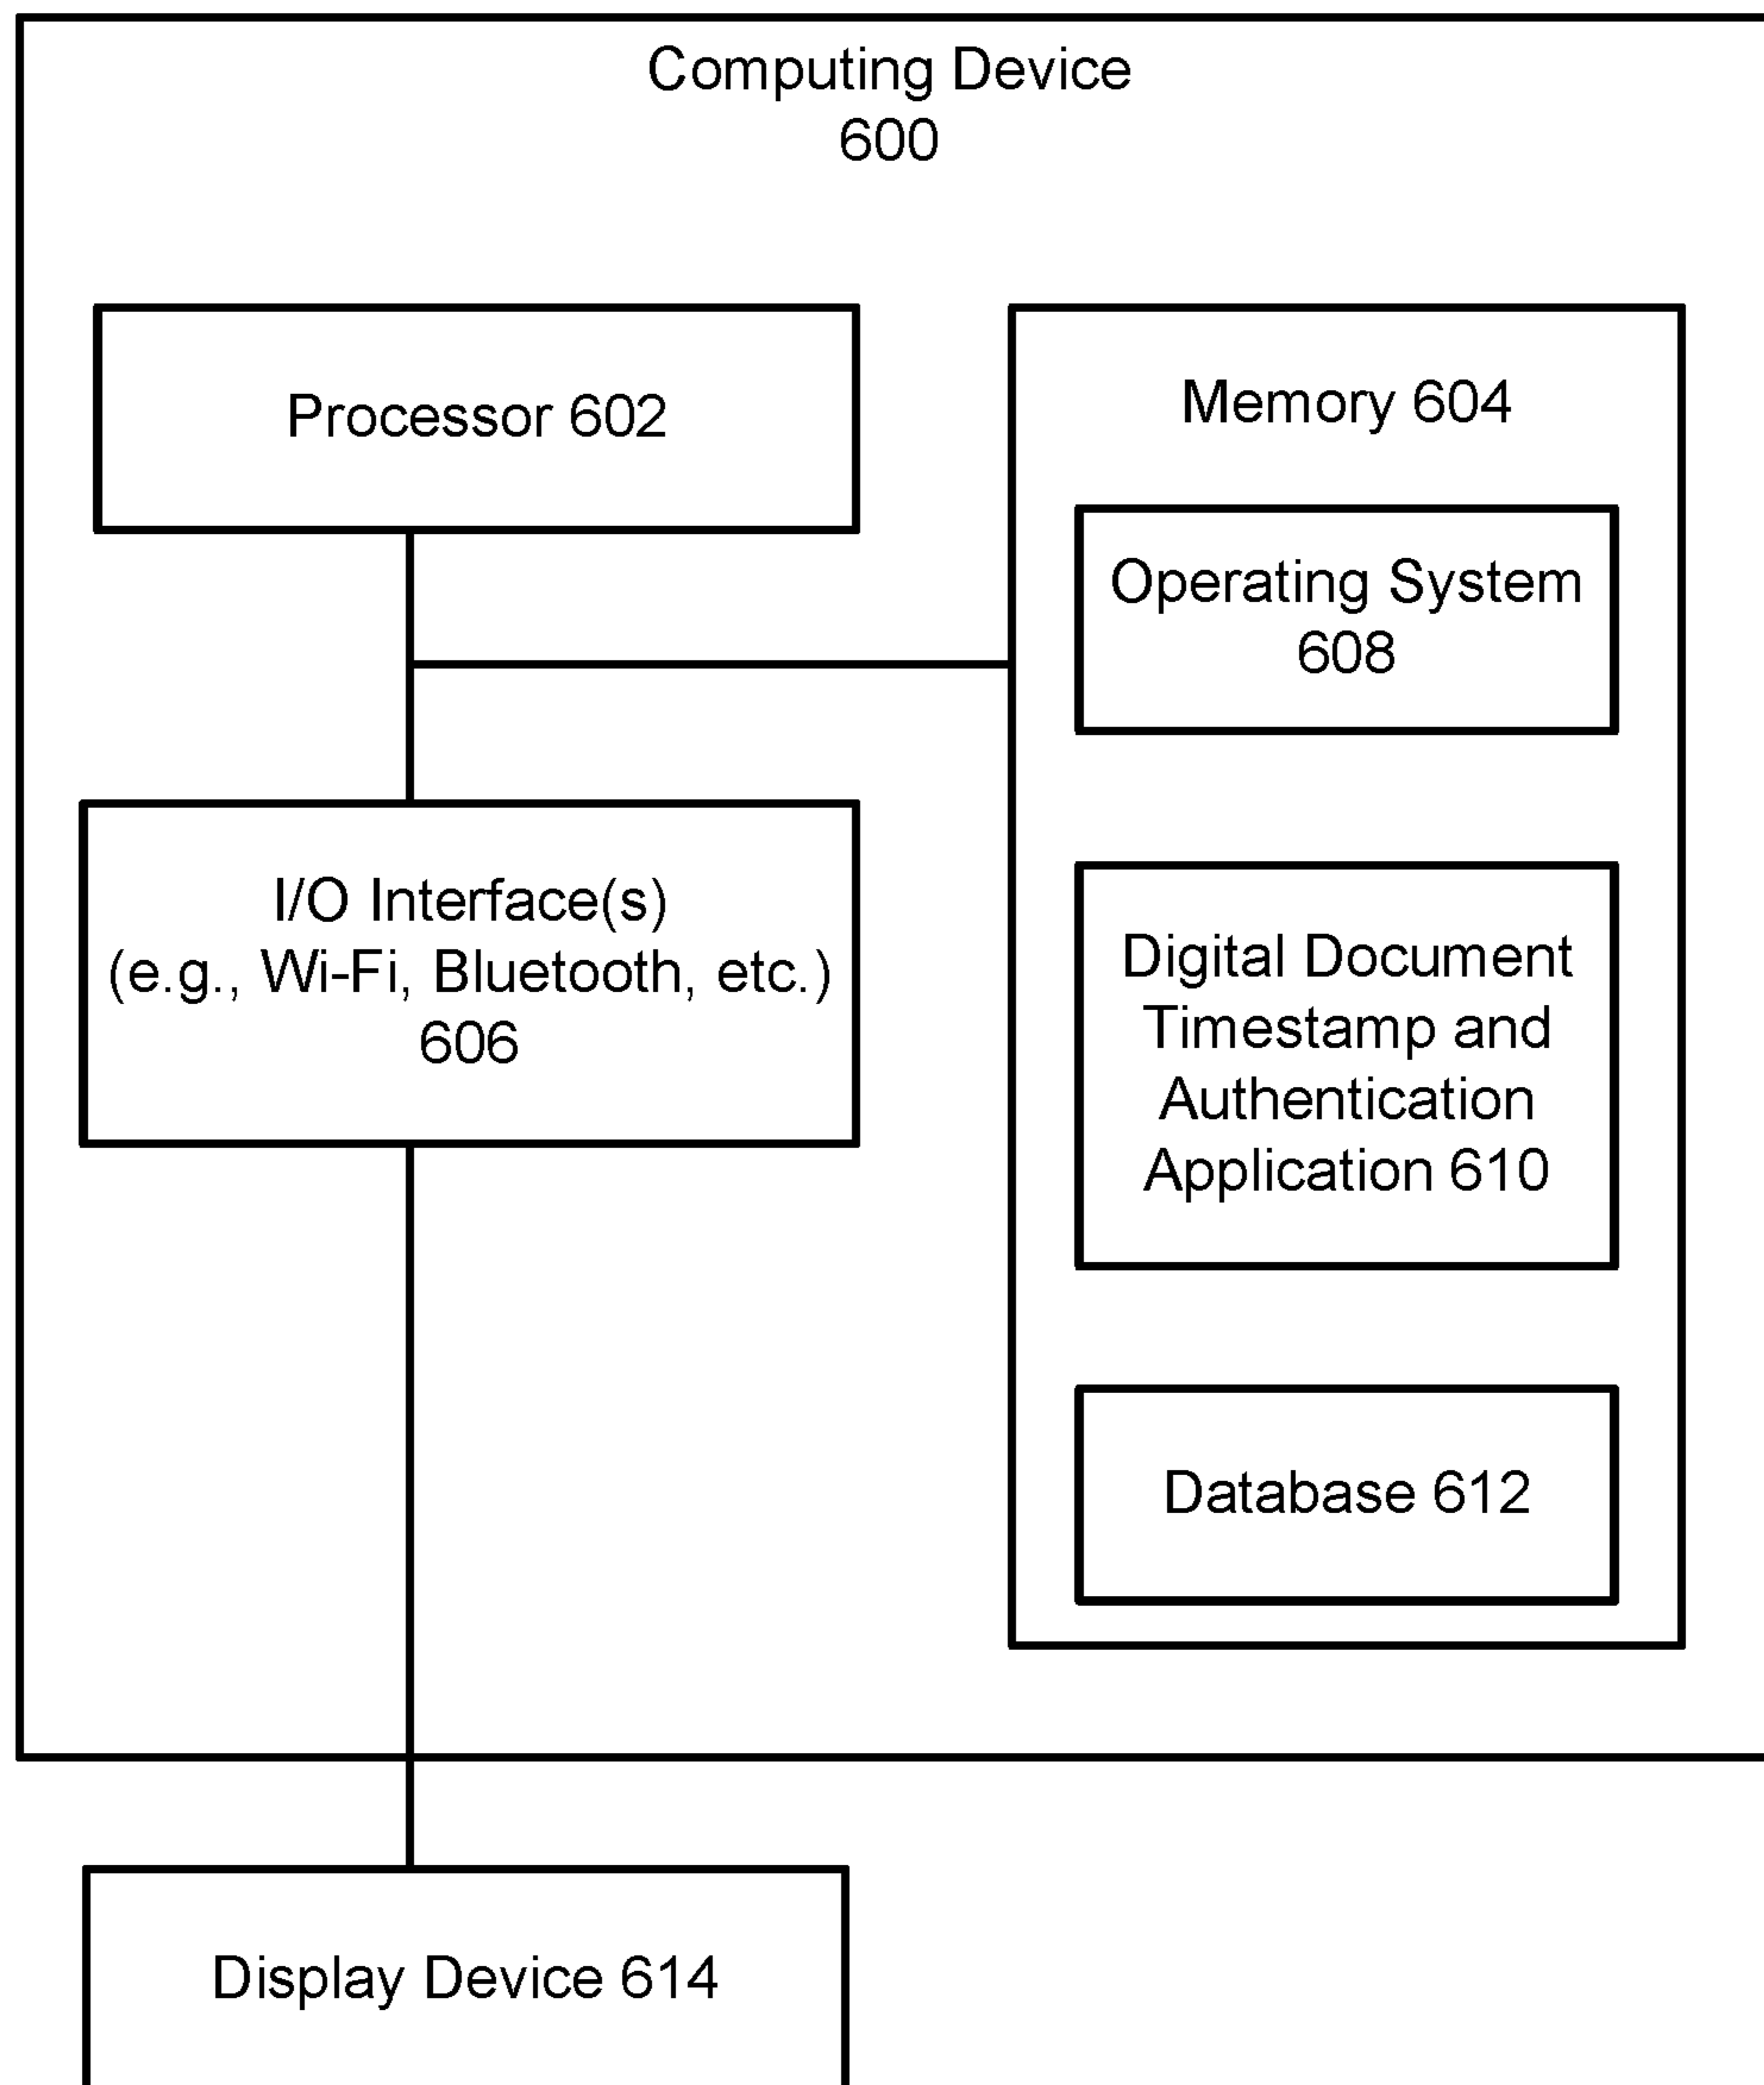 Computing Device
600
Processor 602
Memory 604
Operating System
608
I/O Interface(s)
(e.g., Wi-Fi, Bluetooth, etc.)
606
Digital Document
Timestamp and
Authentication
Application 610
Database 612
Display Device 614